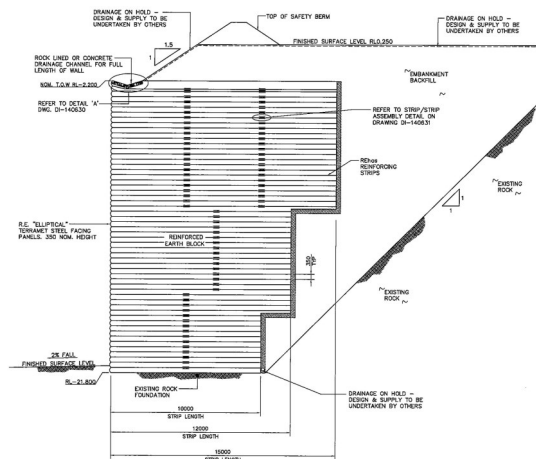 DRAINAGE ON HOLD –
DESIGN & SUPPLY TO BE
UNDERTAKEN BY OTHERS
TOP OF SAFETY BERM
DRAINAGE ON HOLD –
DESIGN & SUPPLY TO BE
UNDERTAKEN BY OTHERS
1.5
1
FINISHED SURFACE LEVEL RL0.250
ROCK LINED OR CONCRETE
DRAINAGE CHANNEL FOR FULL
LENGTH OF WALL
NOM. T.O.W RL-2.200
EMBANKMENT
BACKFILL
REFER TO DETAIL 'A'
DWG. DI-140630
REFER TO STRIP/STRIP
ASSEMBLY DETAIL ON
DRAWING DI-140631
REINFORCING
STRIPS
EXISTING
ROCK
1
1
R.E. "ELLIPTICAL"
TERRAMET STEEL FACING
PANELS. 350 NOM. HEIGHT
REINFORCED
EARTH BLOCK
350
TYP
EXISTING
ROCK
2% FALL
FINISHED SURFACE LEVEL
RL-21.800
EXISTING ROCK
FOUNDATION
DRAINAGE ON HOLD –
DESIGN & SUPPLY TO BE
UNDERTAKEN BY OTHERS
10000
STRIP LENGTH
12000
STRIP LENGTH
15000
STRIP LENGTH